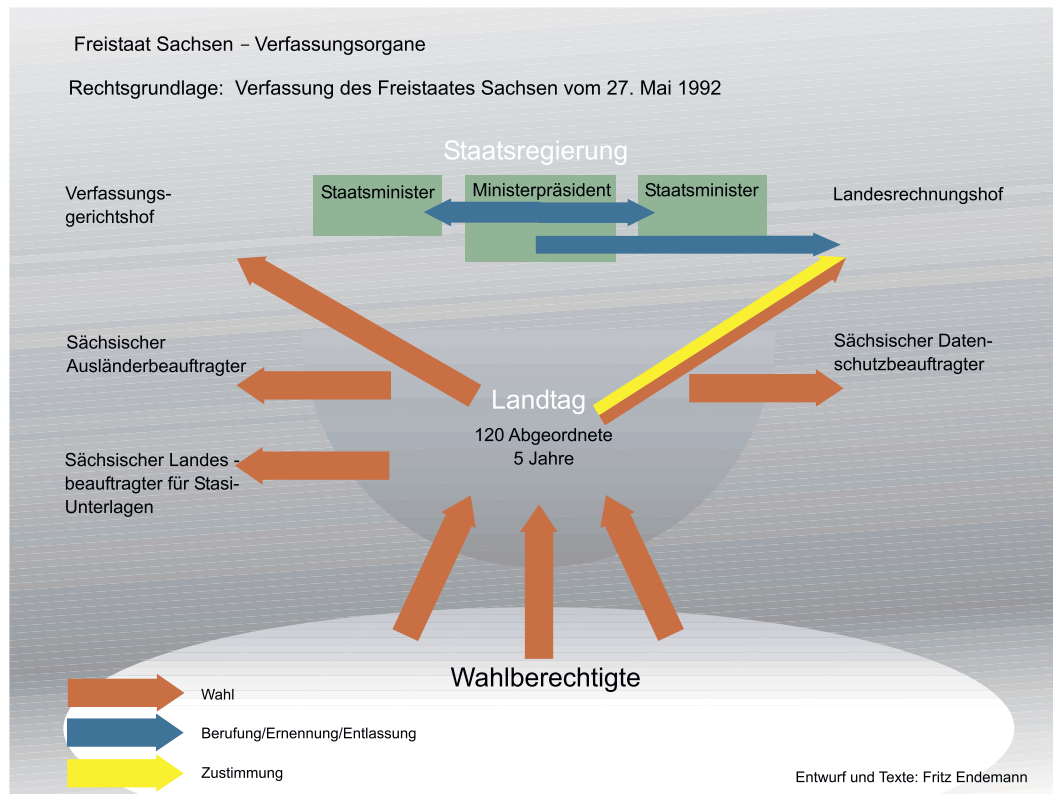 Freistaat Sachsen – Verfassungsorgane
Rechtsgrundlage: Verfassung des Freistaates Sachsen vom 27. Mai 1992
Staatsregierung
Verfassungs-
gerichtshof
Staatsminister
Ministerpräsident
Staatsminister
Landesrechnungshof
Sächsischer
Ausländerbeauftragter
Sächsischer Daten-
schutzbeauftragter
Landtag
120 Abgeordnete
5 Jahre
Sächsischer Landes -
beauftragter für Stasi-
Unterlagen
Wahlberechtigte
Wahl
Berufung/Ernennung/Entlassung
Zustimmung
Entwurf und Texte: Fritz Endemann